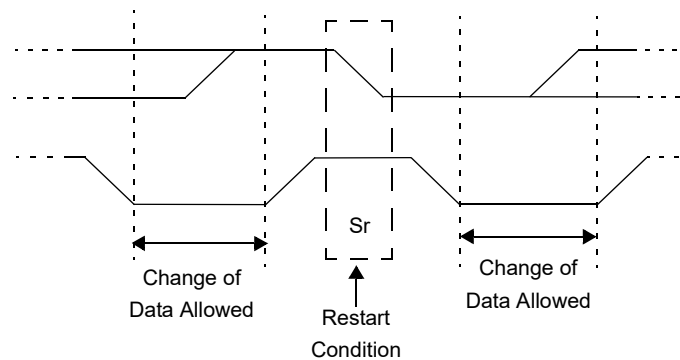 Sr
Change of
Data Allowed
Restart
Condition
Change of
Data Allowed